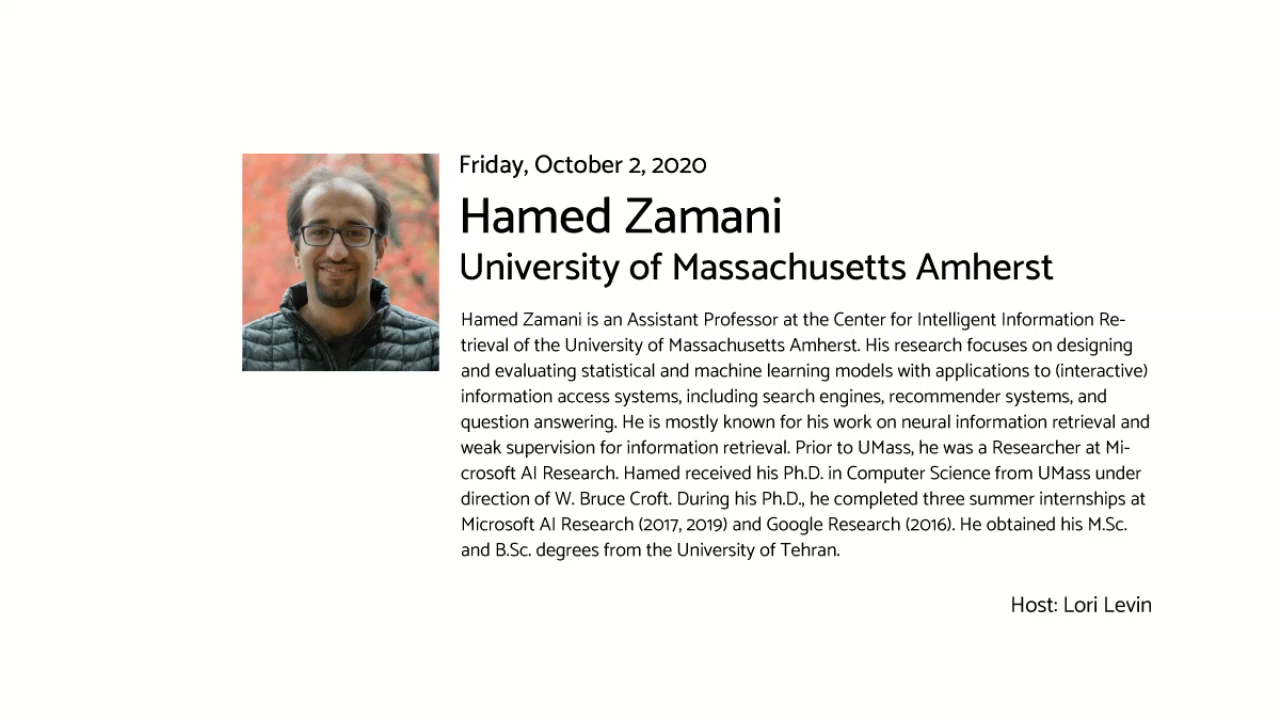 Friday, October 2, 2020
Hamed Zamani
University of Massachusetts Amherst
Hamed Zamani is an Assistant Professor at the Center for Intelligent Information Re-
trieval of the University of Massachusetts Amherst. His research focuses on designing
and evaluating statistical and machine learning models with applications to (interactive)
information access systems, including search engines, recommender systems, and
question answering. He is mostly known for his work on neural information retrieval and
weak supervision for information retrieval. Prior to UMass, he was a Researcher at Mi-
crosoft AI Research. Hamed received his Ph.D. in Computer Science from UMass under
direction of W. Bruce Croft. During his Ph.D., he completed three summer internships at
Microsoft AI Research (2017, 2019) and Google Research (2016). He obtained his M.Sc.
and B.Sc. degrees from the University of Tehran.
Host: Lori Levin